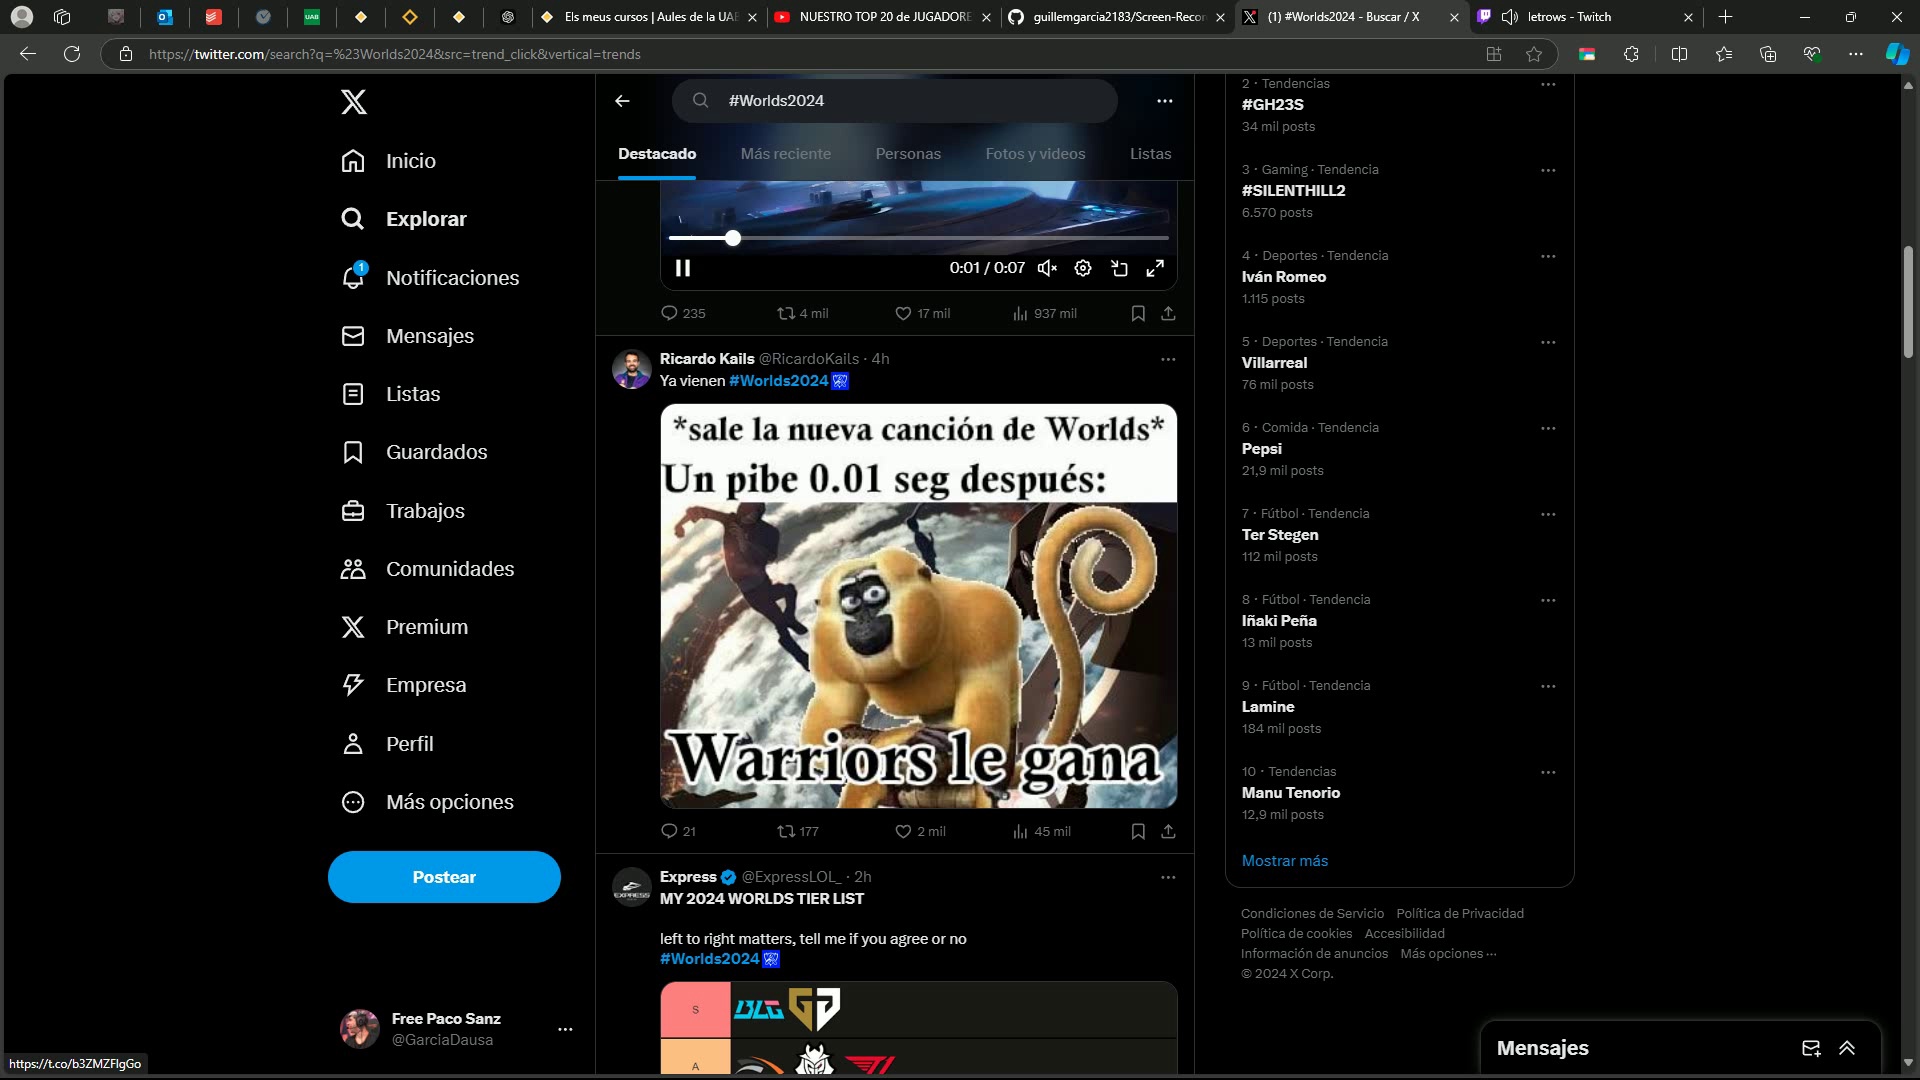 UAB
Els meus cursos | Aules de la UAB
NUESTRO TOP 20 de JUGADORE
guillemgarcia2183/Screen-Recor
(1) #Worlds2024 - Buscar / X
letrows - Twitch
https://twitter.com/search?q=%23Worlds2024&src=trend_click&vertical=trends
Inicio
Explorar
1
Notificaciones
Mensajes
Listas
Guardados
Trabajos
Comunidades
Premium
Empresa
Perfil
Más opciones
Postear
Free Paco Sanz
@GarciaDausa
https://t.co/b3ZMZFlgGo
#Worlds2024
Destacado Más reciente Personas Fotos y videos Listas
0:01 / 0:07
235 4 mil 17 mil 937 mil
Ricardo Kails @RicardoKails · 4h
Ya vienen #Worlds2024
*sale la nueva canción de Worlds*
Un pibe 0.01 seg después:
Warriors le gana
21 177 2 mil 45 mil
EXPRESS
Express @ExpressLOL_ · 2h
MY 2024 WORLDS TIER LIST
left to right matters, tell me if you agree or no
#Worlds2024
S BLG
A
2 · Tendencias
#GH23S
34 mil posts
3 · Gaming · Tendencia
#SILENTHILL2
6.570 posts
4 · Deportes · Tendencia
Iván Romeo
1.115 posts
5 · Deportes · Tendencia
Villarreal
76 mil posts
6 · Comida · Tendencia
Pepsi
21,9 mil posts
7 · Fútbol · Tendencia
Ter Stegen
112 mil posts
8 · Fútbol · Tendencia
Iñaki Peña
13 mil posts
9 · Fútbol · Tendencia
Lamine
184 mil posts
10 · Tendencias
Manu Tenorio
12,9 mil posts
Mostrar más
Condiciones de Servicio Política de Privacidad
Política de cookies Accesibilidad
Información de anuncios Más opciones ···
© 2024 X Corp.
Mensajes